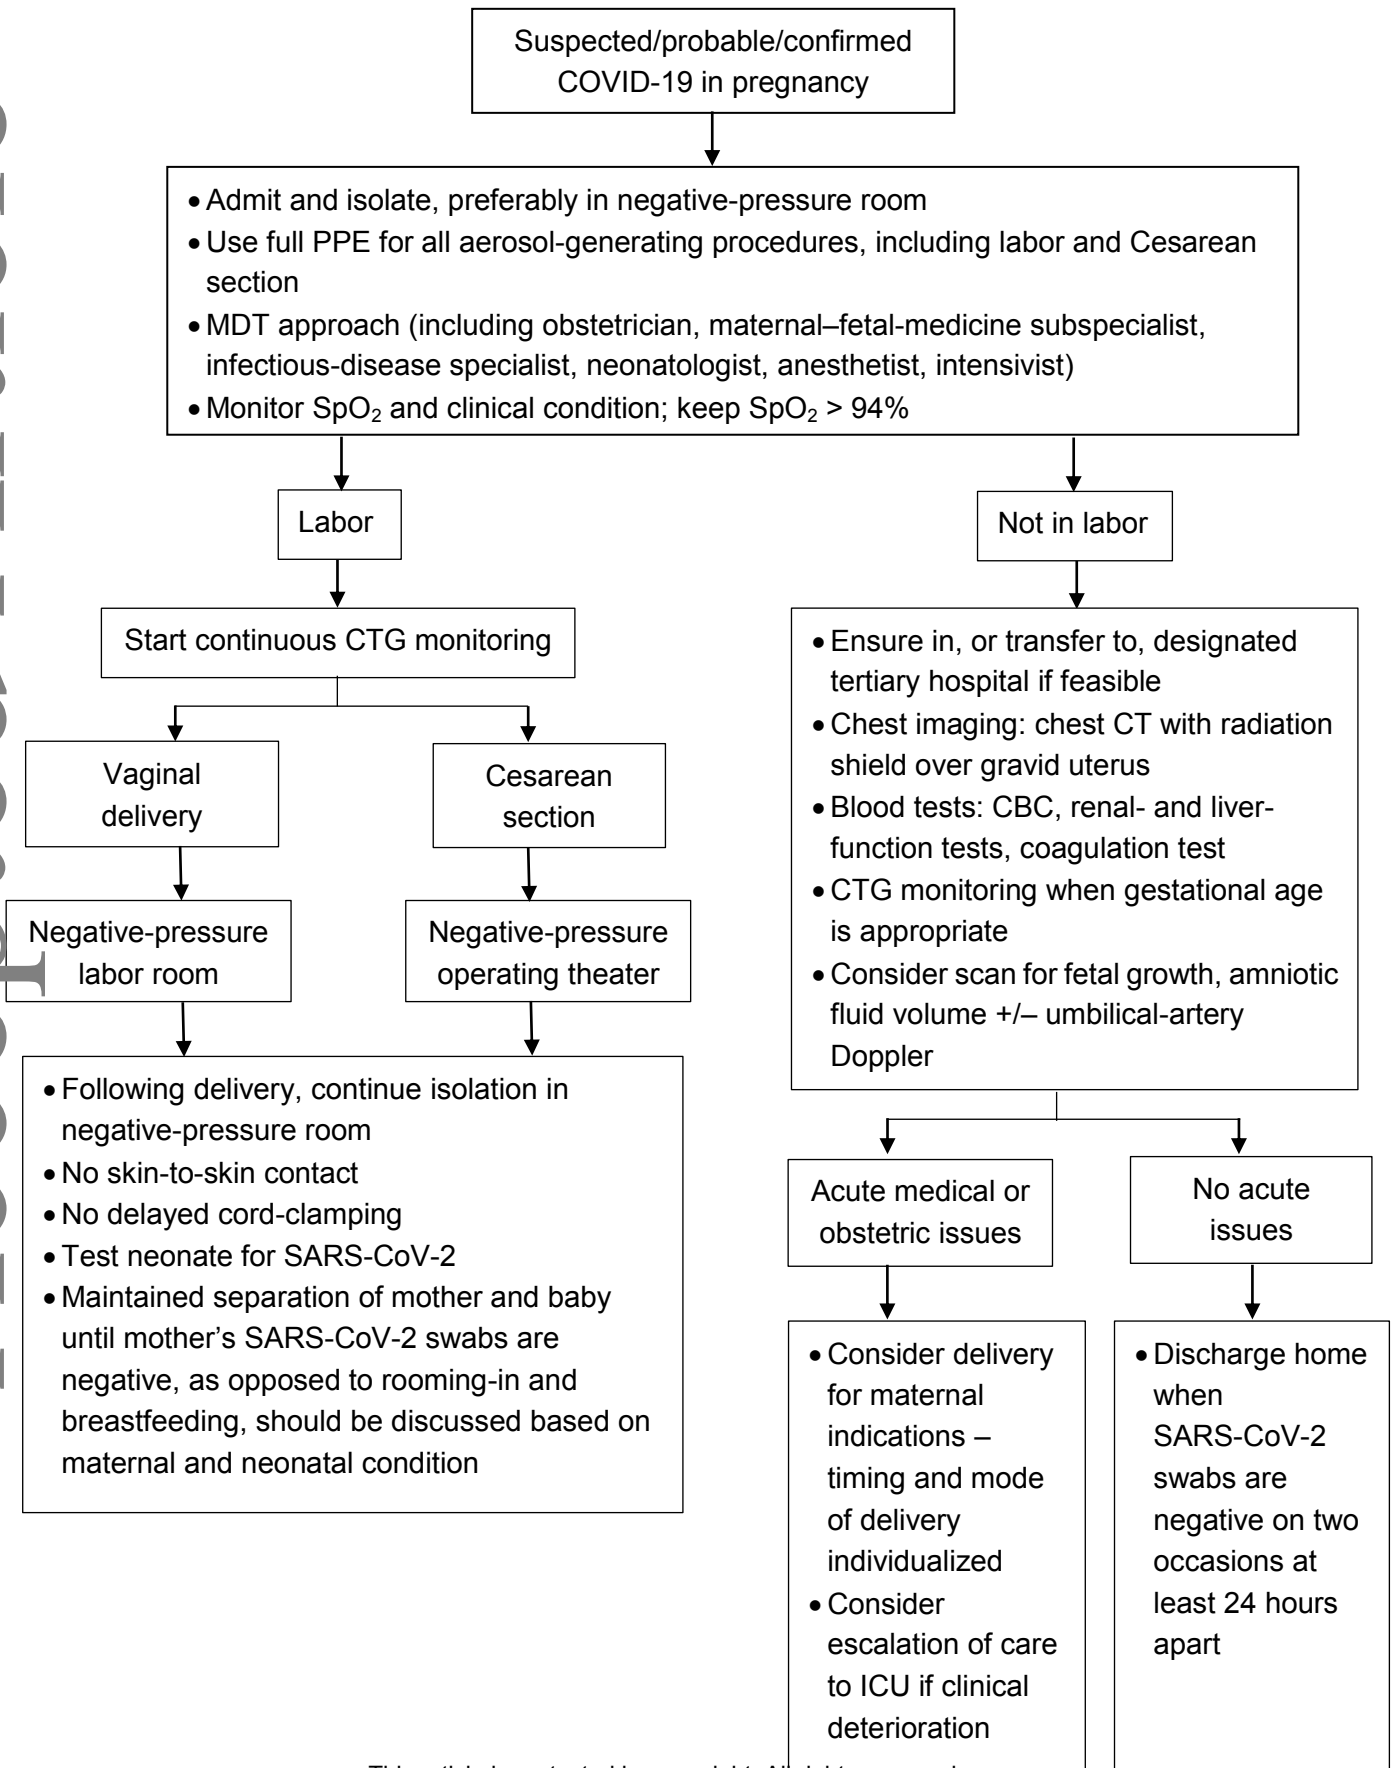 Suspected/probable/confirmed
COVID-19 in pregnancy
• Admit and isolate, preferably in negative-pressure room
• Use full PPE for all aerosol-generating procedures, including labor and Cesarean
section
• MDT approach (including obstetrician, maternal–fetal-medicine subspecialist,
infectious-disease specialist, neonatologist, anesthetist, intensivist)
• Monitor SpO₂ and clinical condition; keep SpO₂ > 94%
Labor
Start continuous CTG monitoring
Vaginal
delivery
Cesarean
section
Negative-pressure
labor room
Negative-pressure
operating theater
• Following delivery, continue isolation in
negative-pressure room
• No skin-to-skin contact
• No delayed cord-clamping
• Test neonate for SARS-CoV-2
• Maintained separation of mother and baby
until mother’s SARS-CoV-2 swabs are
negative, as opposed to rooming-in and
breastfeeding, should be discussed based on
maternal and neonatal condition
Not in labor
• Ensure in, or transfer to, designated
tertiary hospital if feasible
• Chest imaging: chest CT with radiation
shield over gravid uterus
• Blood tests: CBC, renal- and liver-
function tests, coagulation test
• CTG monitoring when gestational age
is appropriate
• Consider scan for fetal growth, amniotic
fluid volume +/– umbilical-artery
Doppler
Acute medical or
obstetric issues
• Consider delivery
for maternal
indications –
timing and mode
of delivery
individualized
• Consider
escalation of care
to ICU if clinical
deterioration
No acute
issues
• Discharge home
when
SARS-CoV-2
swabs are
negative on two
occasions at
least 24 hours
apart